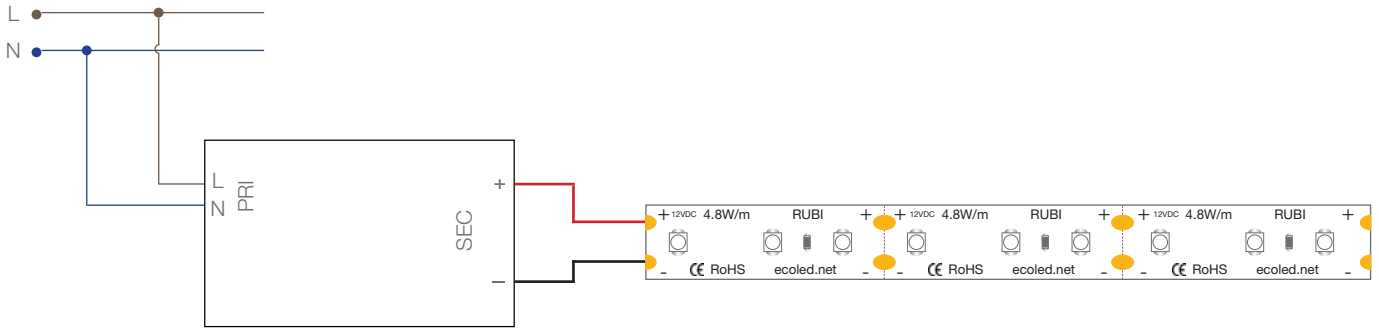 L
N
L
N
PRI
SEC
+
−
+ 12VDC 4.8W/m RUBI + + 12VDC 4.8W/m RUBI + + 12VDC 4.8W/m RUBI +
- CE RoHS ecoled.net - - CE RoHS ecoled.net - - CE RoHS ecoled.net -